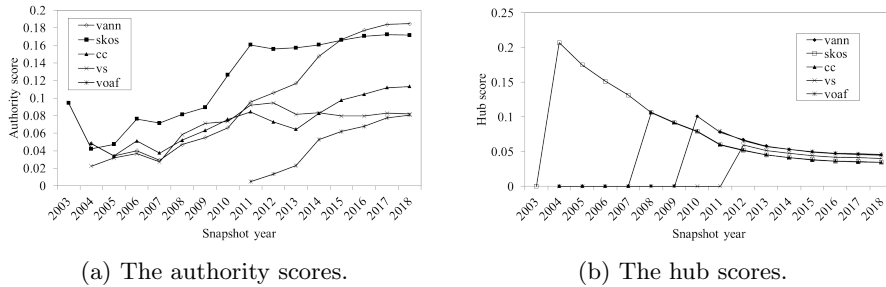 0.2
0.18
0.16
0.14
0.12
0.1
0.08
0.06
0.04
0.02
0
Authority score
vann
skos
cc
vs
voaf
2003 2004 2005 2006 2007 2008 2009 2010 2011 2012 2013 2014 2015 2016 2017 2018
Snapshot year
(a) The authority scores.
0.25
0.2
0.15
0.1
0.05
0
Hub score
vann
skos
cc
vs
voaf
2003 2004 2005 2006 2007 2008 2009 2010 2011 2012 2013 2014 2015 2016 2017 2018
Snapshot year
(b) The hub scores.